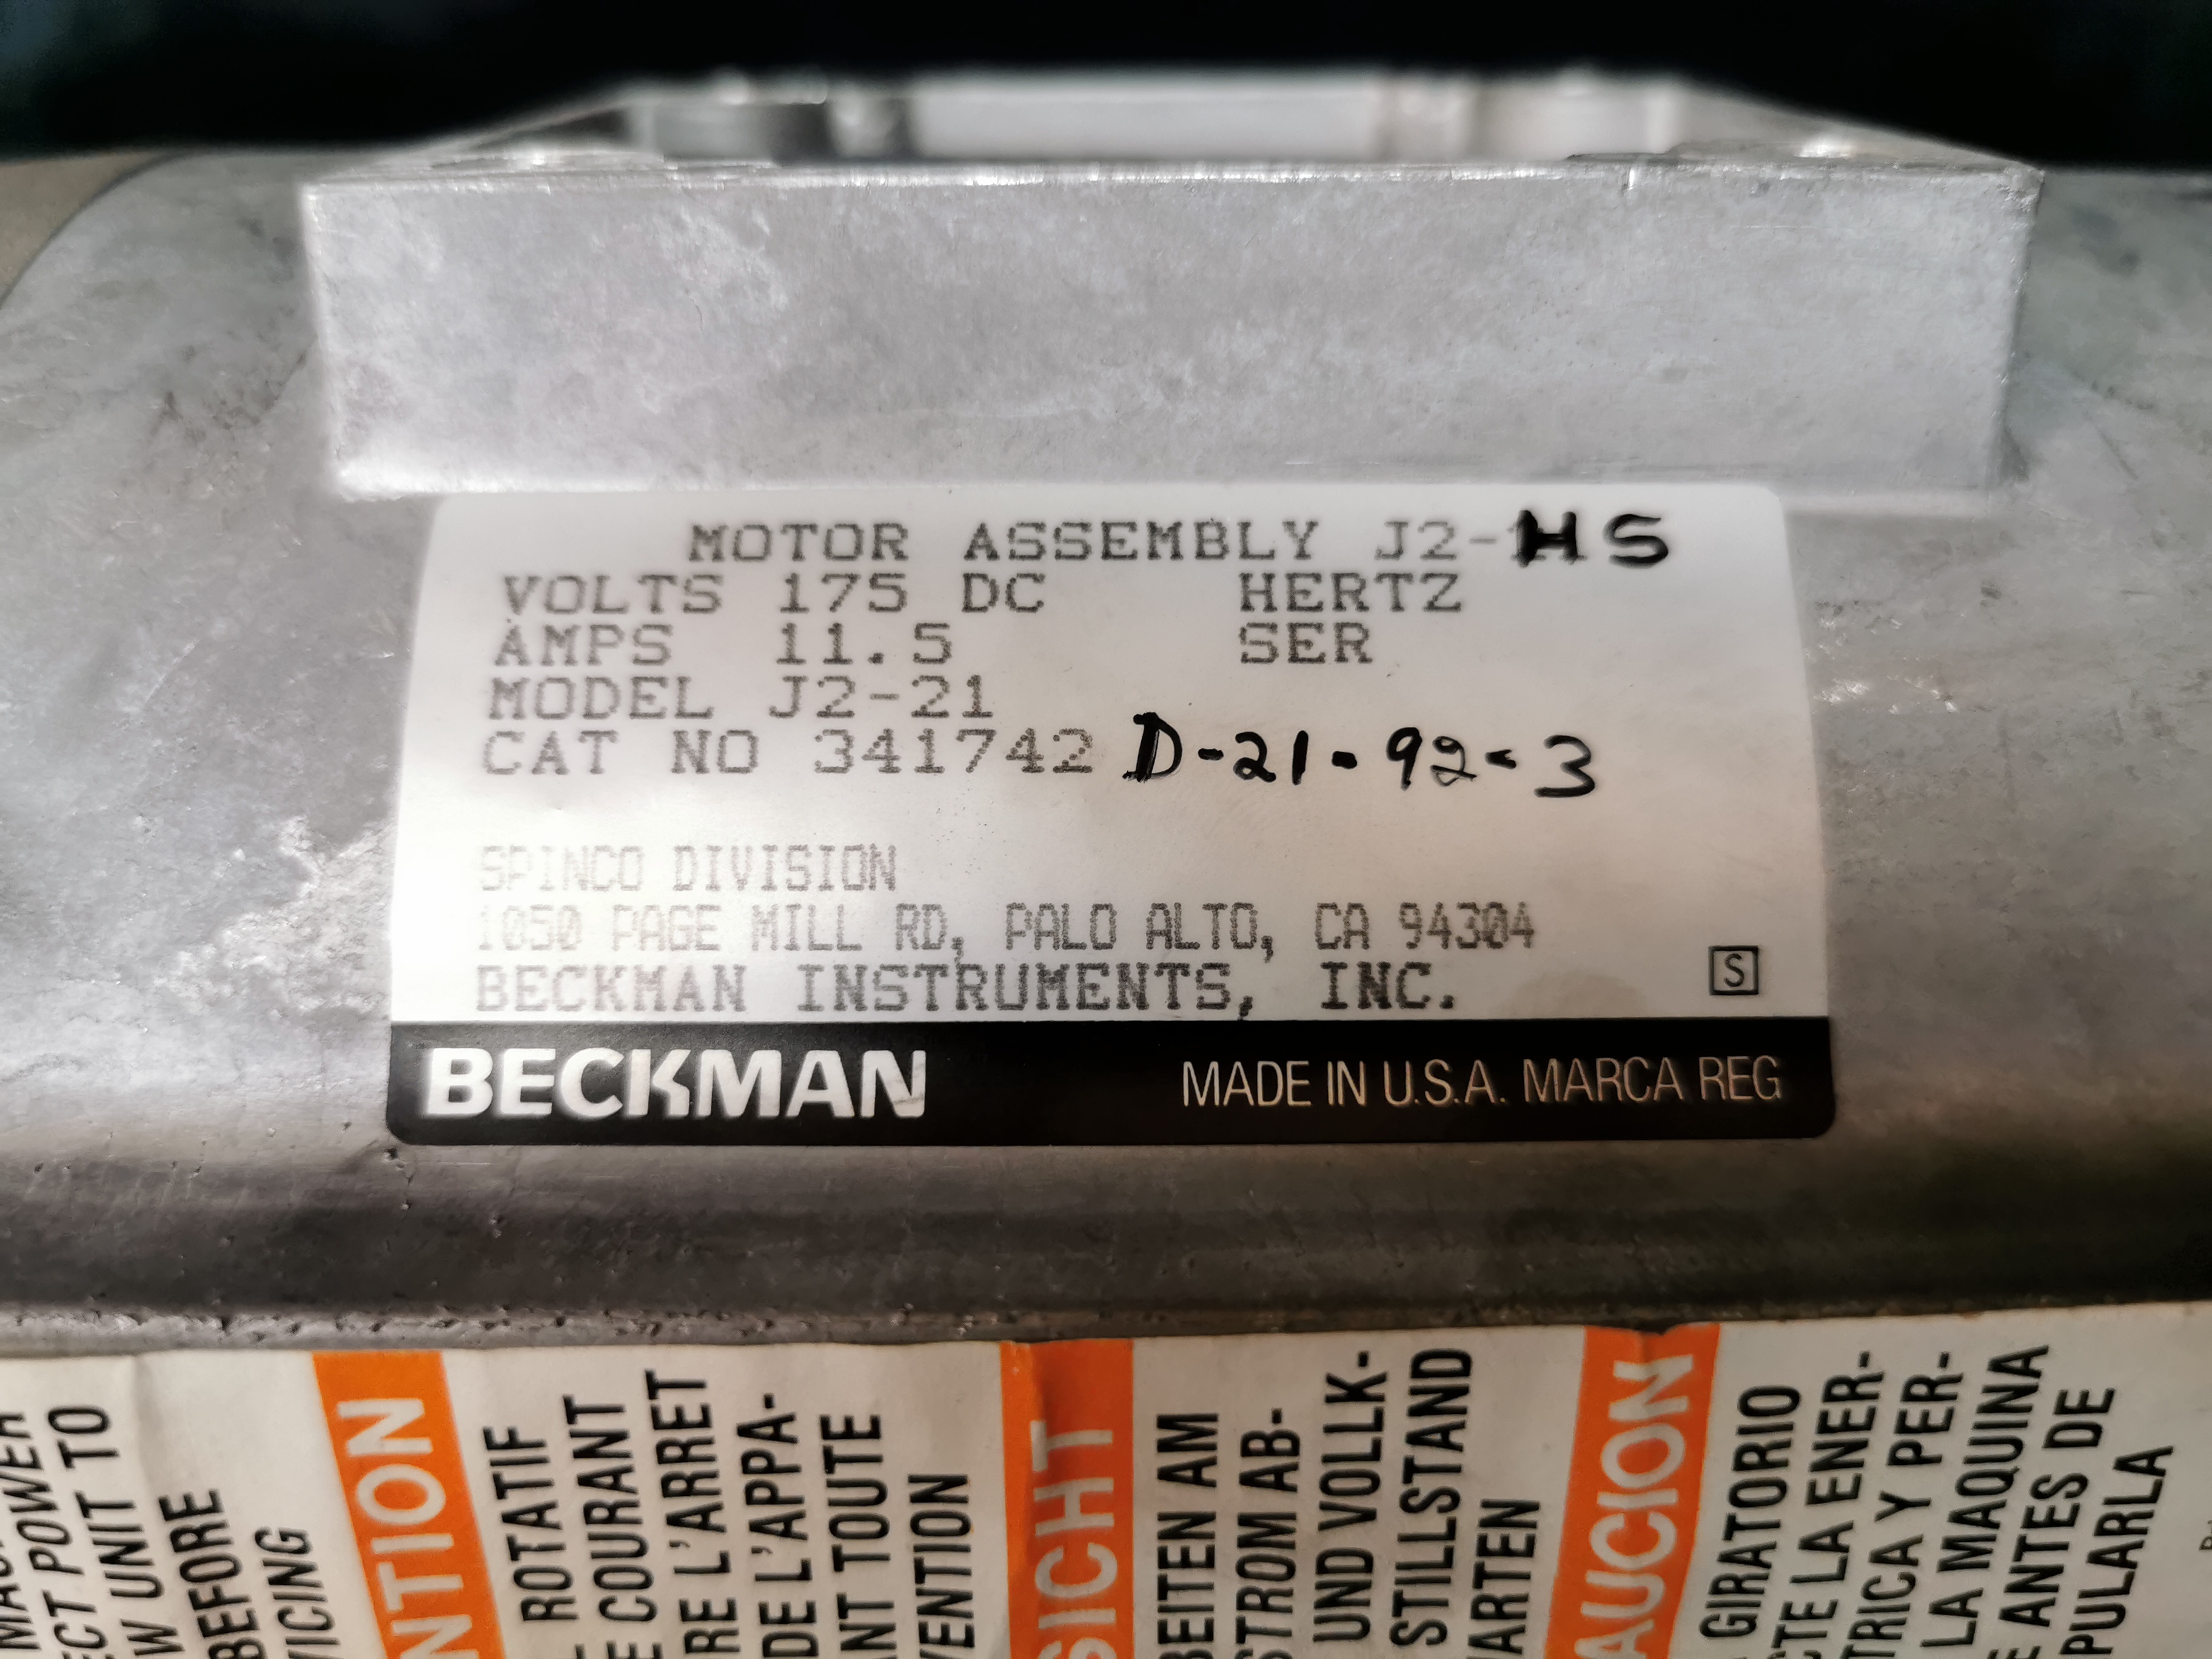 MOTOR ASSEMBLY J2-HS
VOLTS 175 DC HERTZ
AMPS 11.5 SER
MODEL J2-21
CAT NO 341742 D-21-92-3
SPINCO DIVISION
1050 PAGE MILL RD, PALO ALTO, CA 94304
BECKMAN INSTRUMENTS, INC.
S
BECKMAN MADE IN U.S.A. MARCA REG
POWER
UNIT TO
BEFORE
NTION
ROTATIF
COURANT
RE L'ARRET
DE L'APPA-
NT TOUTE
VENTION
SICHT
BEITEN AM
STROM AB-
UND VOLLK-
STILLSTAND
ARTEN
AUCION
GIRATORIO
CTE LA ENER-
TRICA Y PER-
LA MAQUINA
ANTES DE
PULARLA